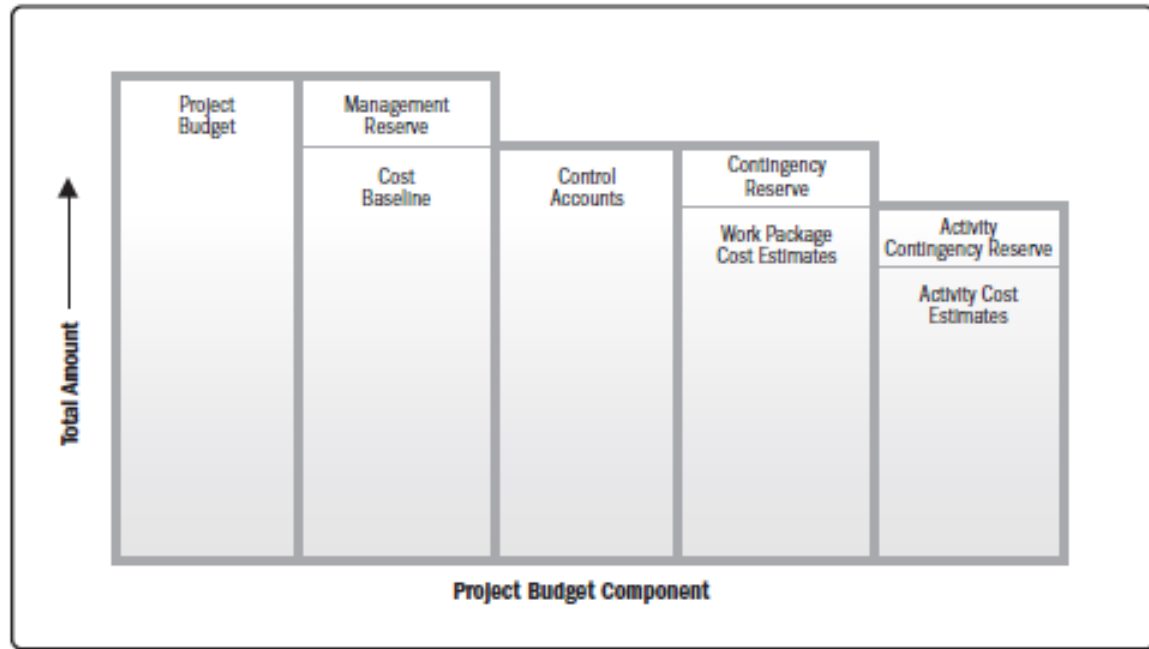 Project
Budget
Management
Reserve
Cost
Baseline
Control
Accounts
Contingency
Reserve
Work Package
Cost Estimates
Activity
Contingency Reserve
Activity Cost
Estimates
Total Amount
Project Budget Component